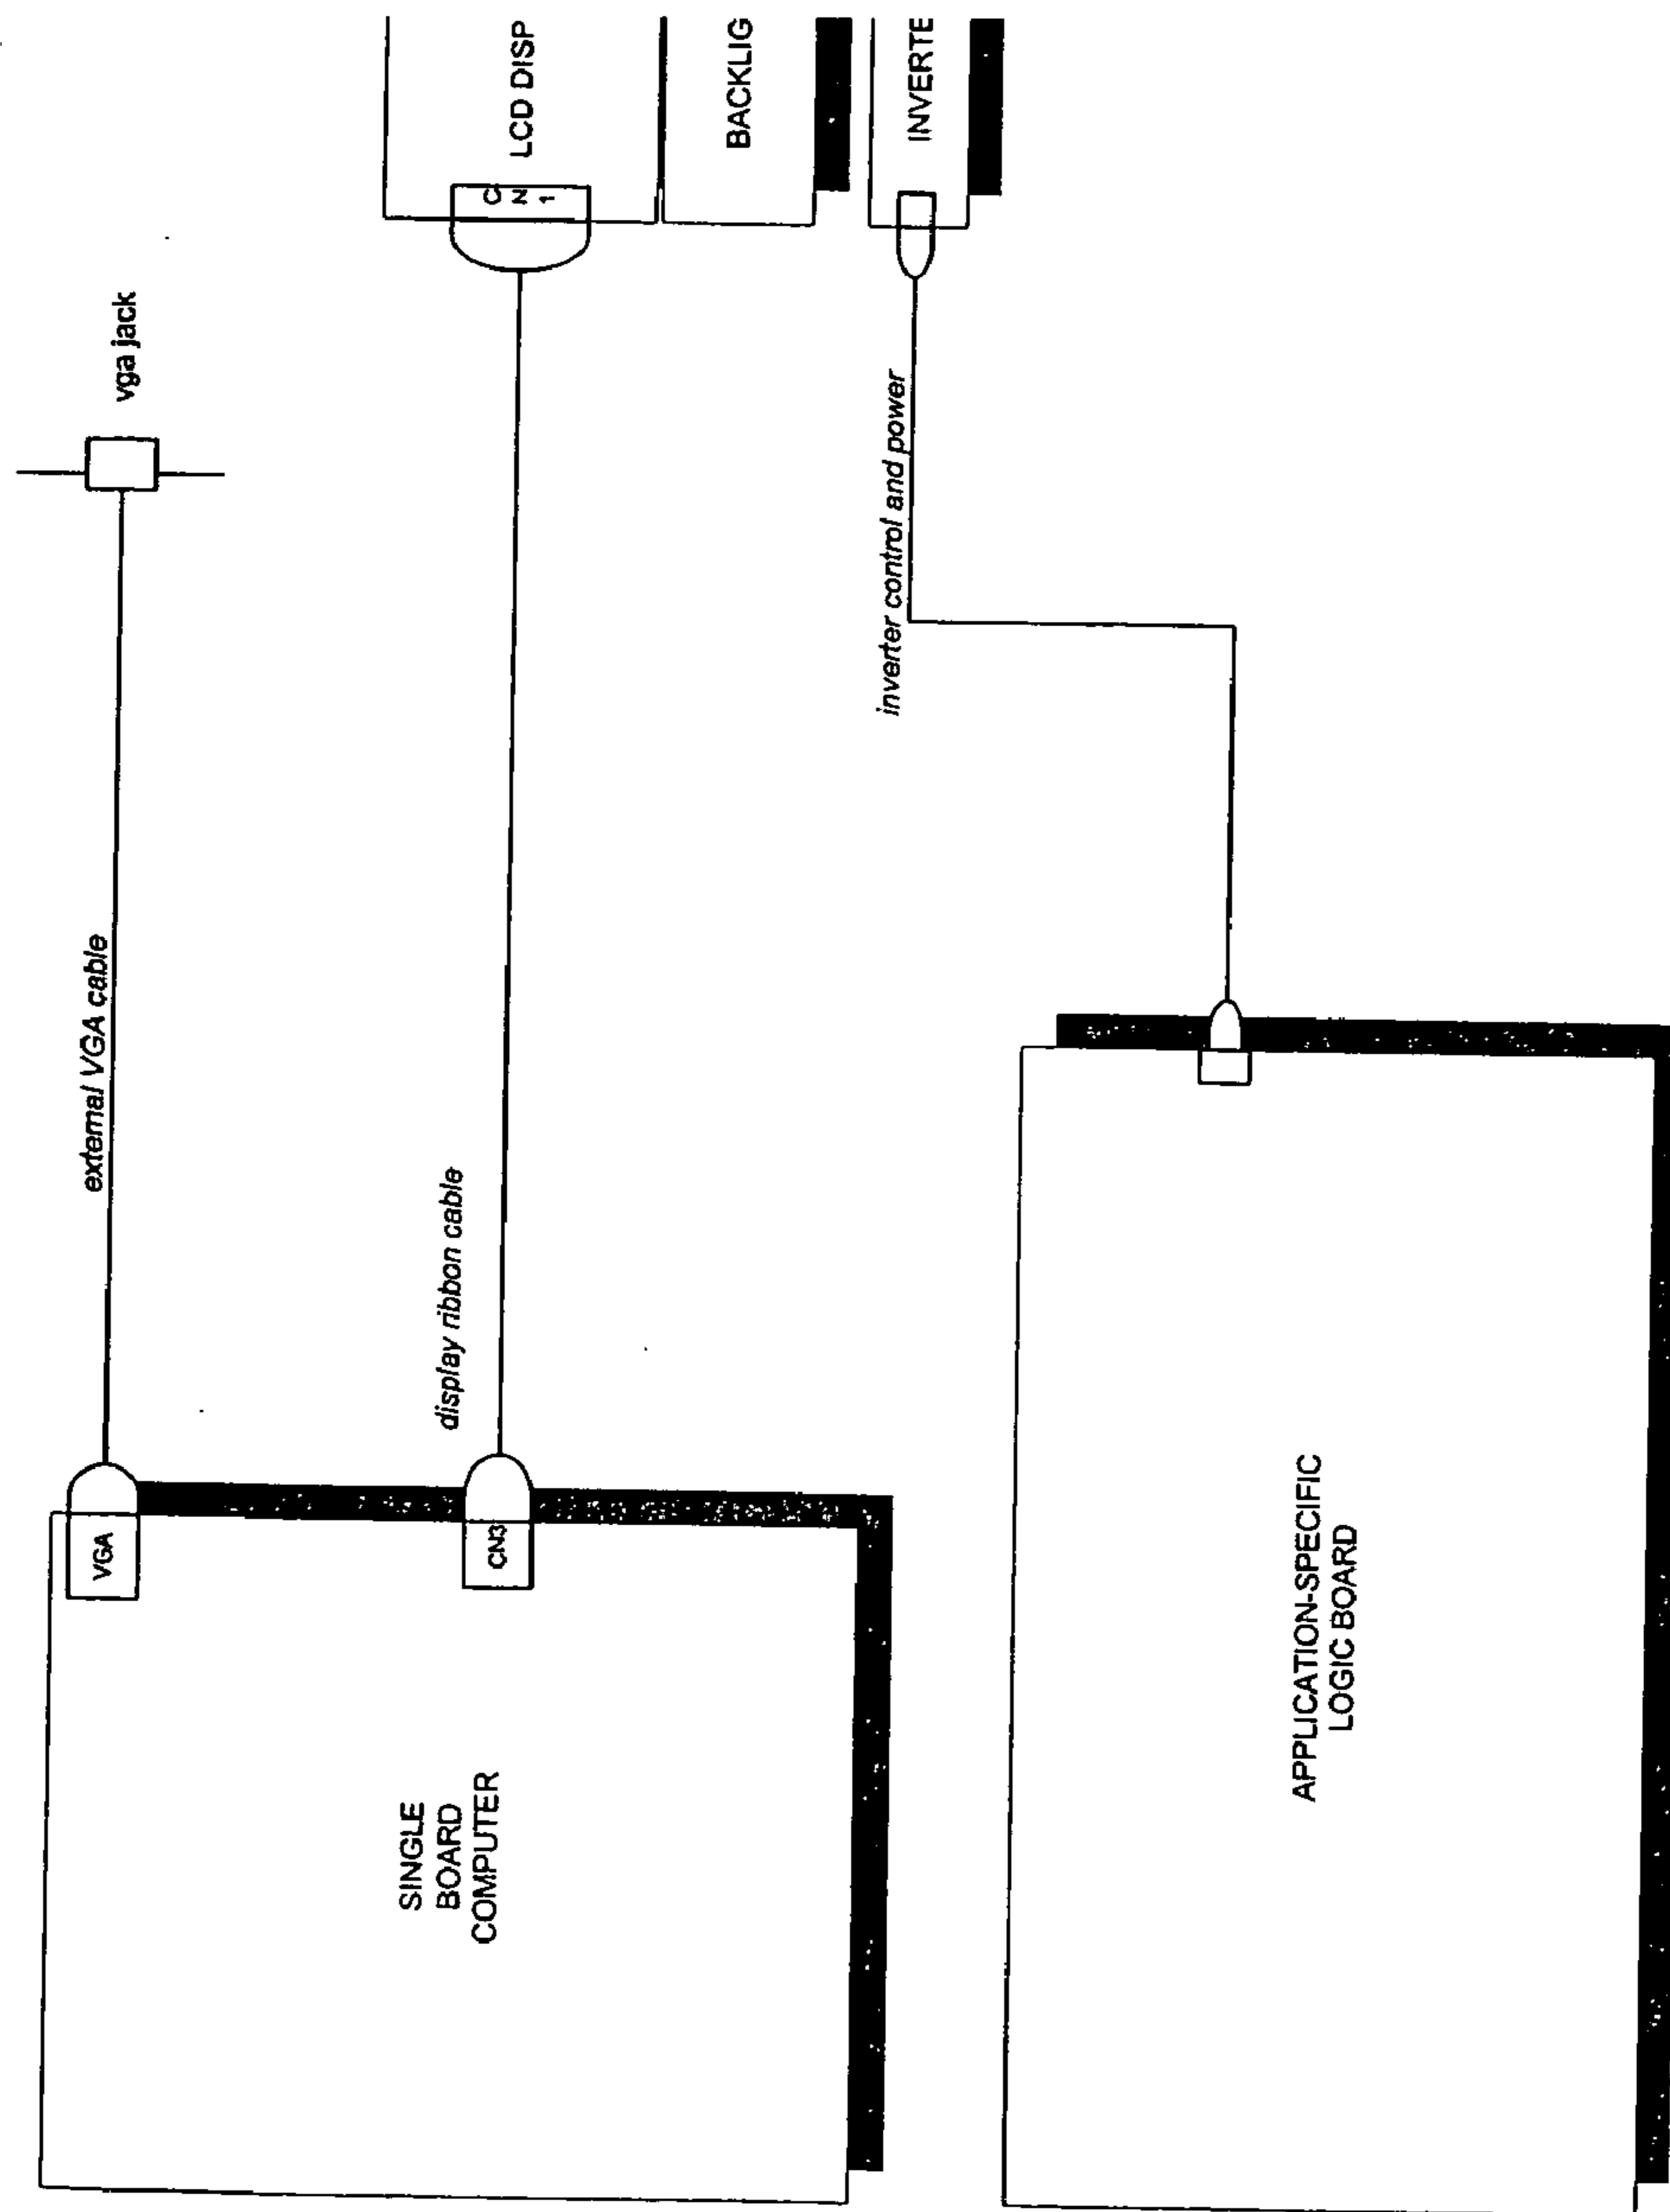 VGA
external VGA cable
vga jack
SINGLE
BOARD
COMPUTER
CN3
display ribbon cable
C
N
1
LCD DISP
BACKLIG
inverter control and power
INVERTE
APPLICATION-SPECIFIC
LOGIC BOARD